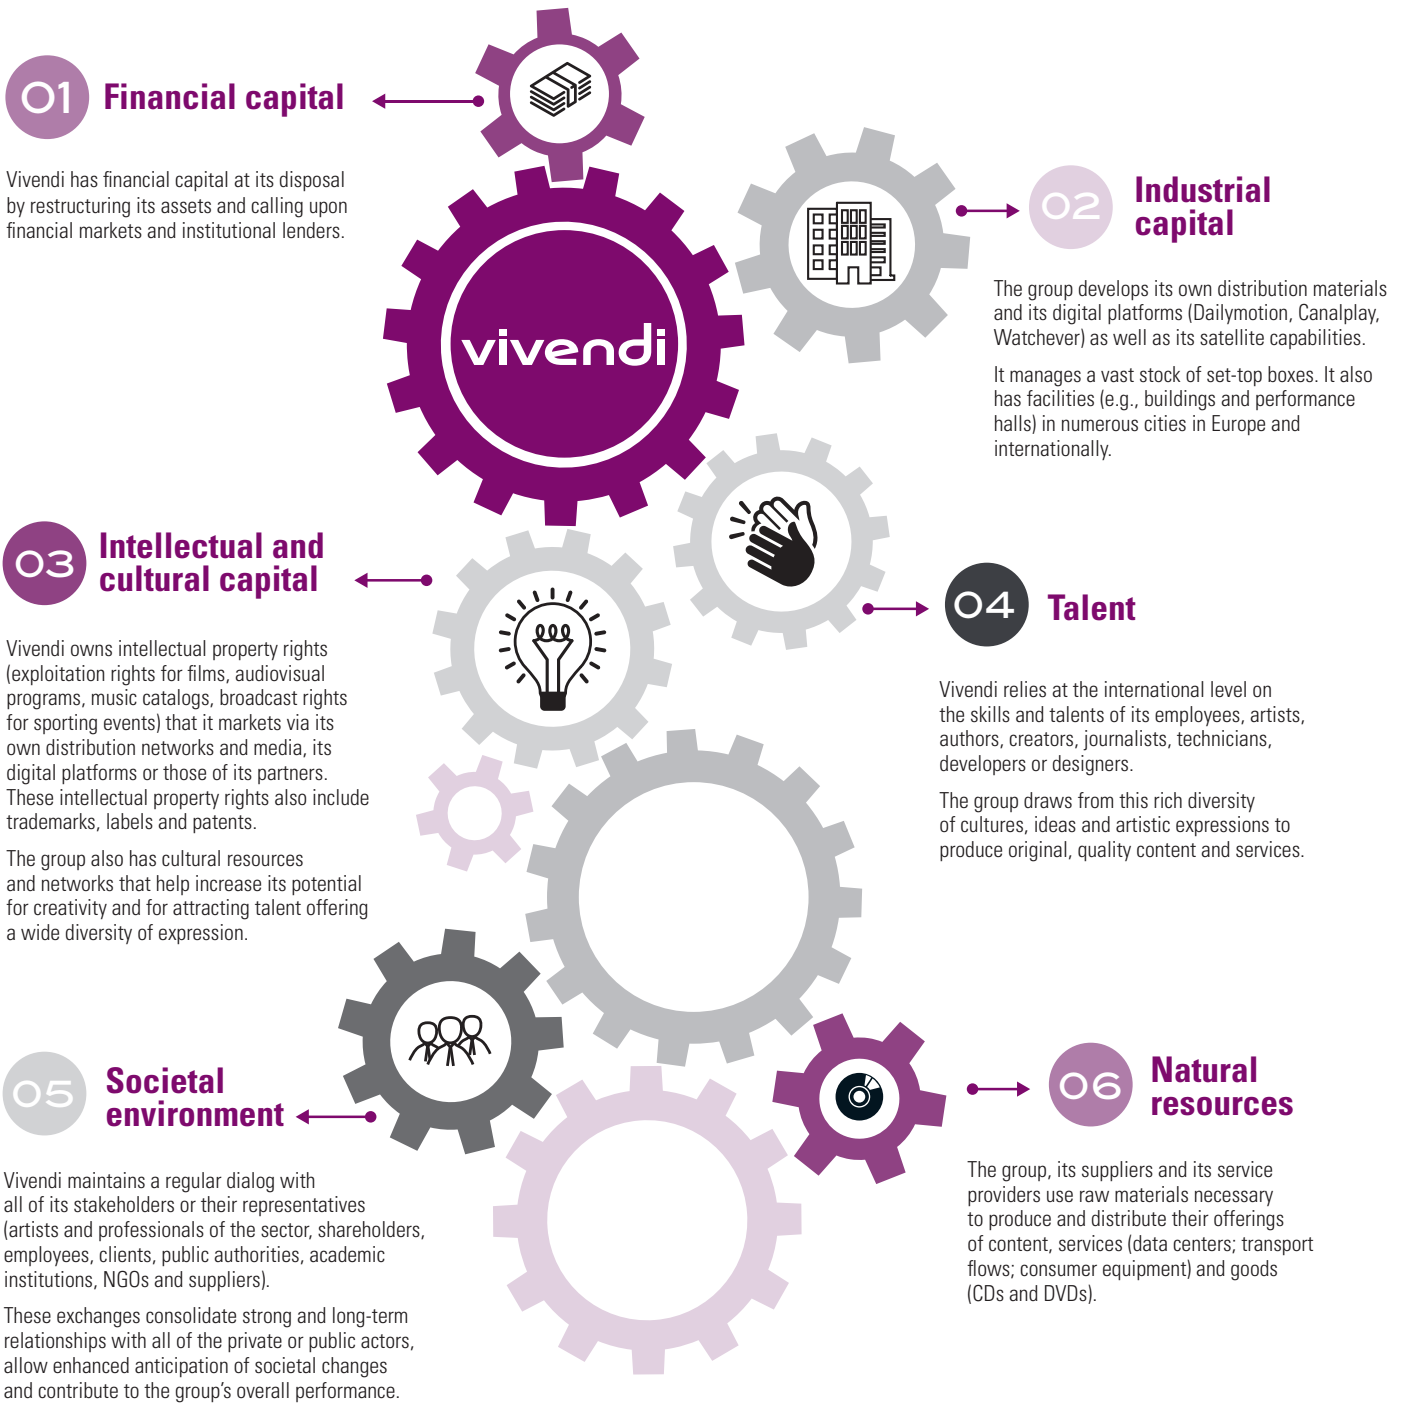 01 Financial capital
Vivendi has financial capital at its disposal
by restructuring its assets and calling upon
financial markets and institutional lenders.
vivendi
02 Industrial
capital
The group develops its own distribution materials
and its digital platforms (Dailymotion, Canalplay,
Watchever) as well as its satellite capabilities.
It manages a vast stock of set-top boxes. It also
has facilities (e.g., buildings and performance
halls) in numerous cities in Europe and
internationally.
03 Intellectual and
cultural capital
Vivendi owns intellectual property rights
(exploitation rights for films, audiovisual
programs, music catalogs, broadcast rights
for sporting events) that it markets via its
own distribution networks and media, its
digital platforms or those of its partners.
These intellectual property rights also include
trademarks, labels and patents.
The group also has cultural resources
and networks that help increase its potential
for creativity and for attracting talent offering
a wide diversity of expression.
04 Talent
Vivendi relies at the international level on
the skills and talents of its employees, artists,
authors, creators, journalists, technicians,
developers or designers.
The group draws from this rich diversity
of cultures, ideas and artistic expressions to
produce original, quality content and services.
05 Societal
environment
Vivendi maintains a regular dialog with
all of its stakeholders or their representatives
(artists and professionals of the sector, shareholders,
employees, clients, public authorities, academic
institutions, NGOs and suppliers).
These exchanges consolidate strong and long-term
relationships with all of the private or public actors,
allow enhanced anticipation of societal changes
and contribute to the group's overall performance.
06 Natural
resources
The group, its suppliers and its service
providers use raw materials necessary
to produce and distribute their offerings
of content, services (data centers; transport
flows; consumer equipment) and goods
(CDs and DVDs).